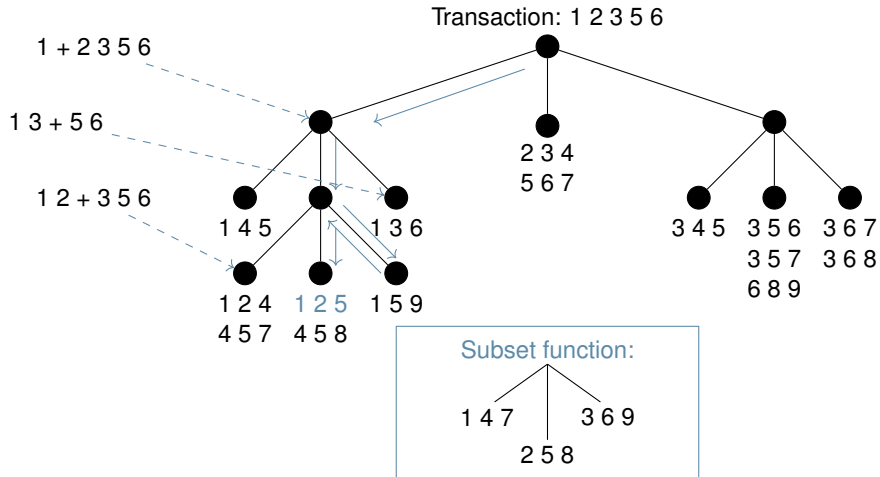 Transaction: 1 2 3 5 6
1 + 2 3 5 6
1 3 + 5 6
2 3 4
5 6 7
1 2 + 3 5 6
1 4 5
1 3 6
3 4 5
3 5 6
3 5 7
6 8 9
3 6 7
3 6 8
1 2 4
4 5 7
1 2 5
4 5 8
1 5 9
Subset function:
1 4 7
2 5 8
3 6 9